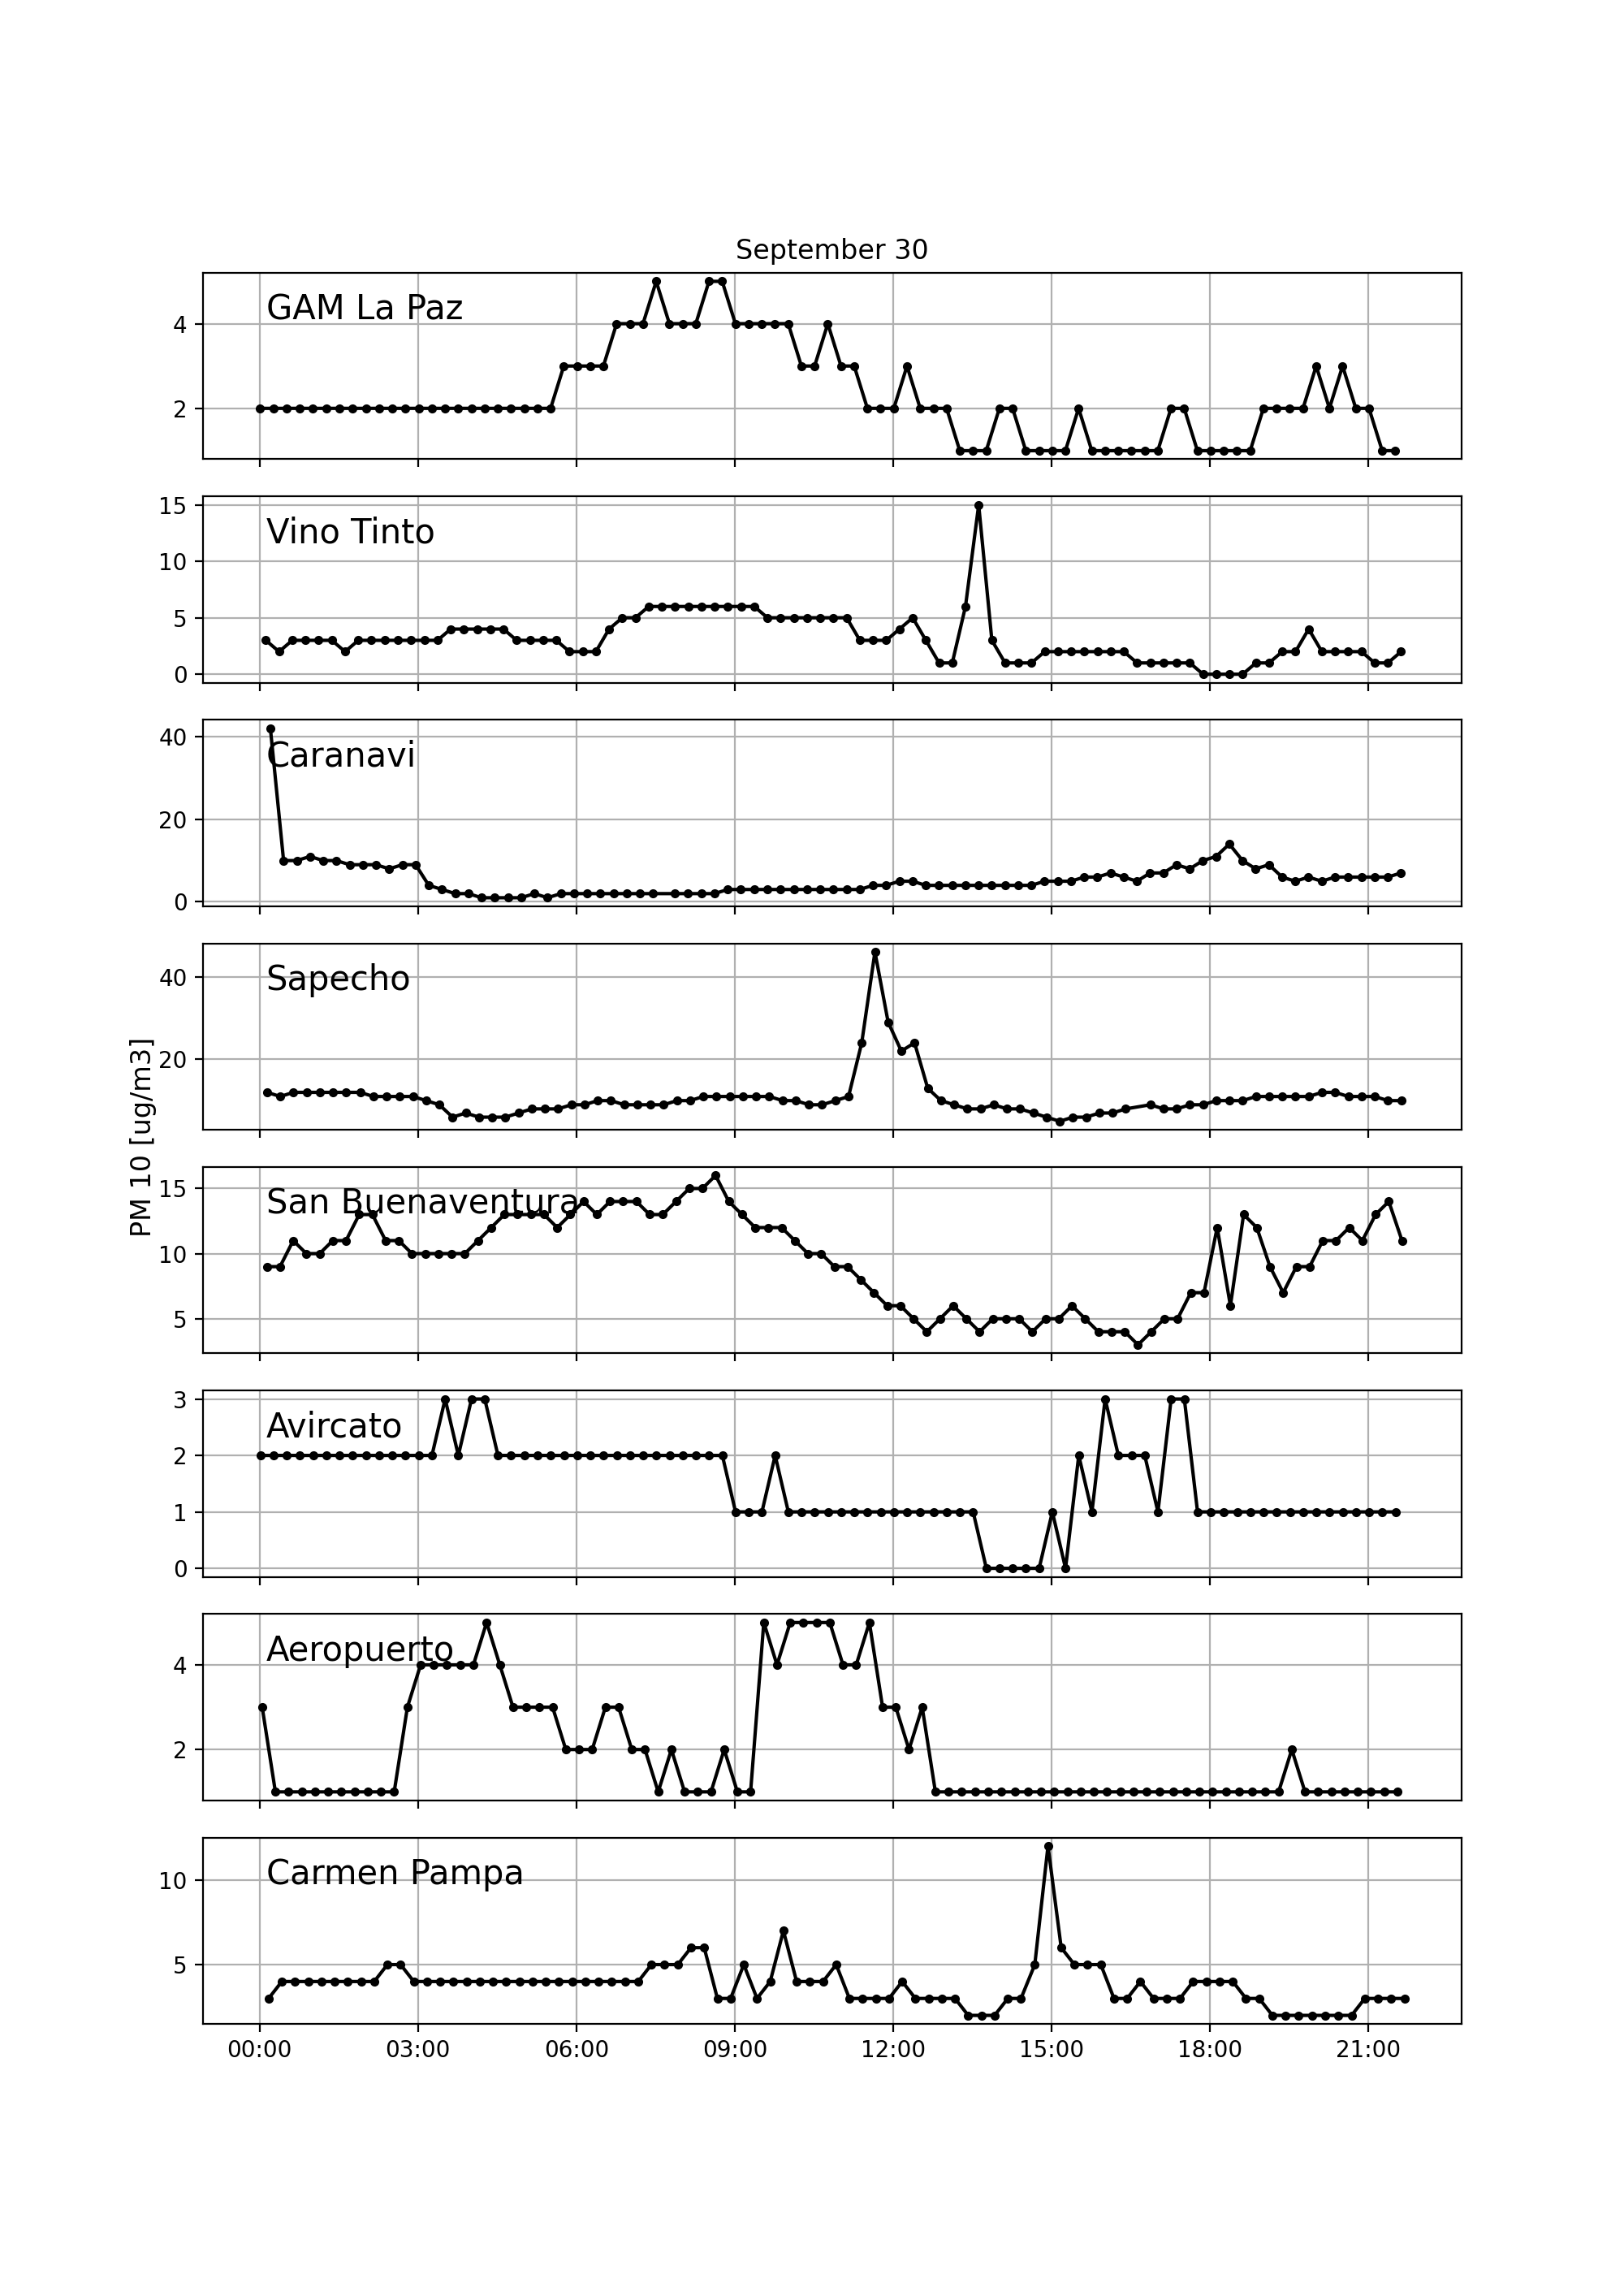 September 30
GAM La Paz
4
2
Vino Tinto
15
10
5
0
Caranavi
40
20
0
Sapecho
40
20
PM 10 [ug/m3]
San Buenaventura
15
10
5
Avircato
3
2
1
0
Aeropuerto
4
2
Carmen Pampa
10
5
00:00 03:00 06:00 09:00 12:00 15:00 18:00 21:00